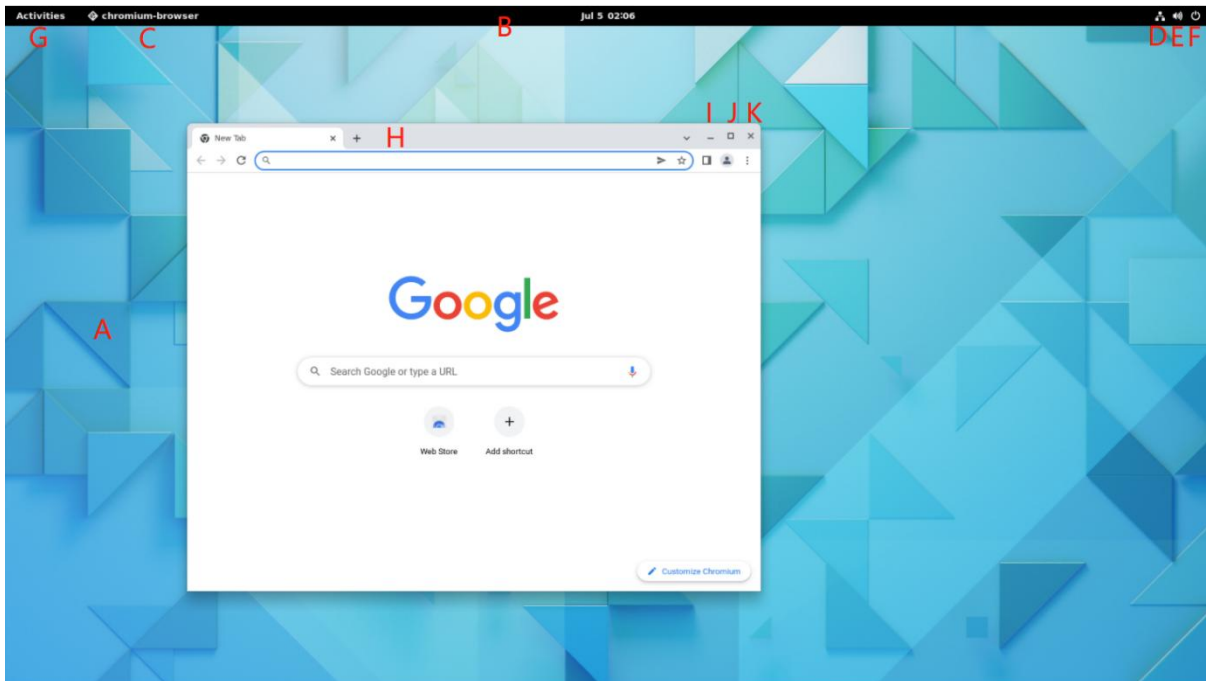 Activities chromium-browser Jul 5 02:06
G C B D E F
I J K
New Tab H
Google
A
Search Google or type a URL
Web Store Add shortcut
Customize Chromium